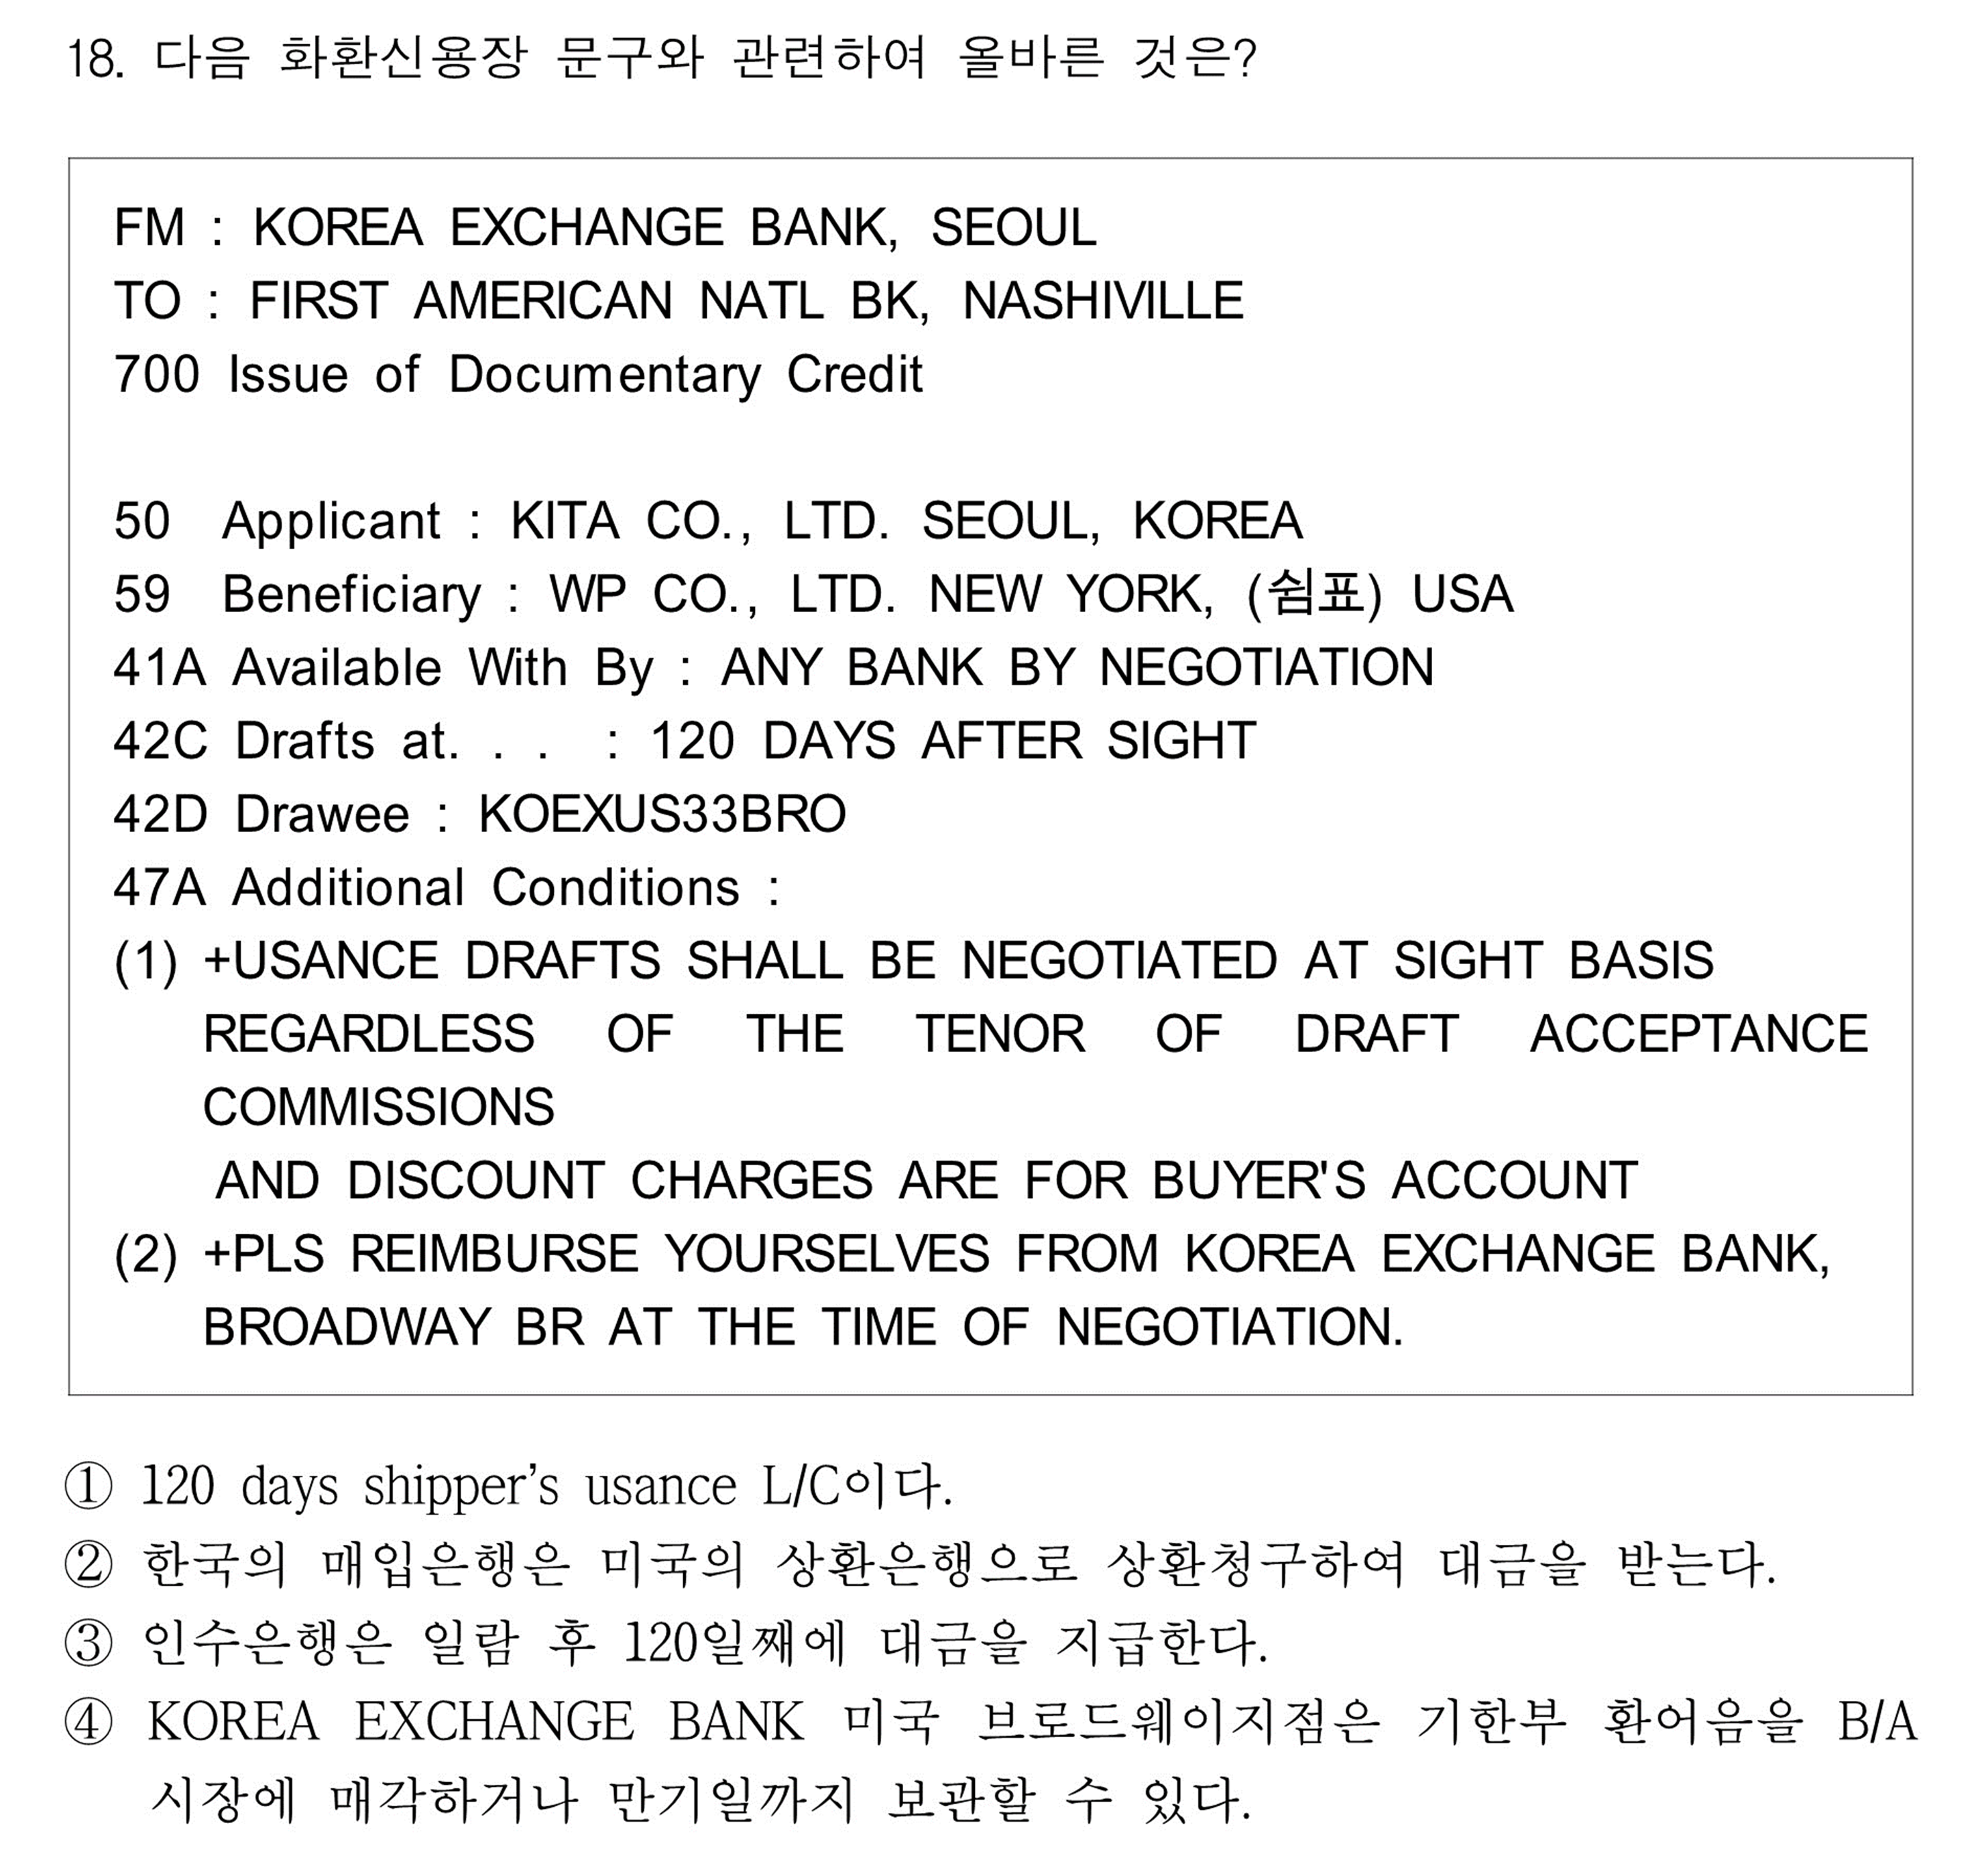 18. 다음 화환신용장 문구와 관련하여 올바른 것은?
FM : KOREA EXCHANGE BANK, SEOUL
TO : FIRST AMERICAN NATL BK, NASHIVILLE
700 Issue of Documentary Credit
50 Applicant : KITA CO., LTD. SEOUL, KOREA
59 Beneficiary : WP CO., LTD. NEW YORK, (쉼표) USA
41A Available With By : ANY BANK BY NEGOTIATION
42C Drafts at. . . : 120 DAYS AFTER SIGHT
42D Drawee : KOEXUS33BRO
47A Additional Conditions :
(1) +USANCE DRAFTS SHALL BE NEGOTIATED AT SIGHT BASIS
REGARDLESS OF THE TENOR OF DRAFT ACCEPTANCE
COMMISSIONS
AND DISCOUNT CHARGES ARE FOR BUYER'S ACCOUNT
(2) +PLS REIMBURSE YOURSELVES FROM KOREA EXCHANGE BANK,
BROADWAY BR AT THE TIME OF NEGOTIATION.
① 120 days shipper's usance L/C이다.
② 한국의 매입은행은 미국의 상환은행으로 상환청구하여 대금을 받는다.
③ 인수은행은 일람 후 120일째에 대금을 지급한다.
④ KOREA EXCHANGE BANK 미국 브로드웨이지점은 기한부 환어음을 B/A
시장에 매각하거나 만기일까지 보관할 수 있다.